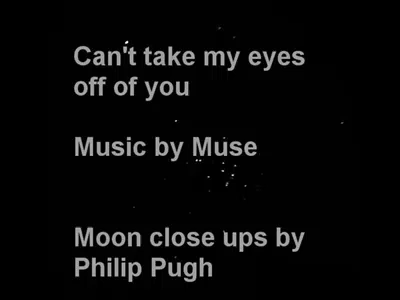 Can't take my eyes
off of you
Music by Muse
Moon close ups by
Philip Pugh